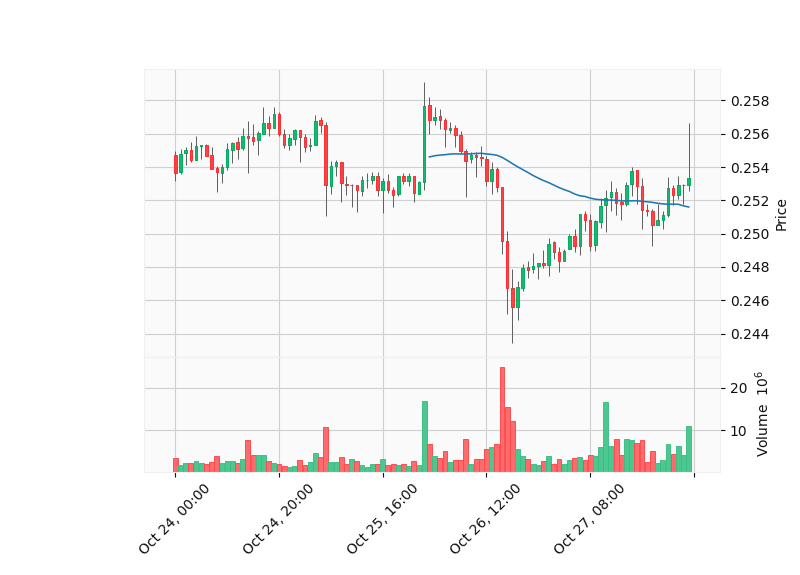 0.258
0.256
0.254
0.252
0.250
0.248
0.246
0.244
Price
20
10
Volume 10⁶
Oct 24, 00:00
Oct 24, 20:00
Oct 25, 16:00
Oct 26, 12:00
Oct 27, 08:00